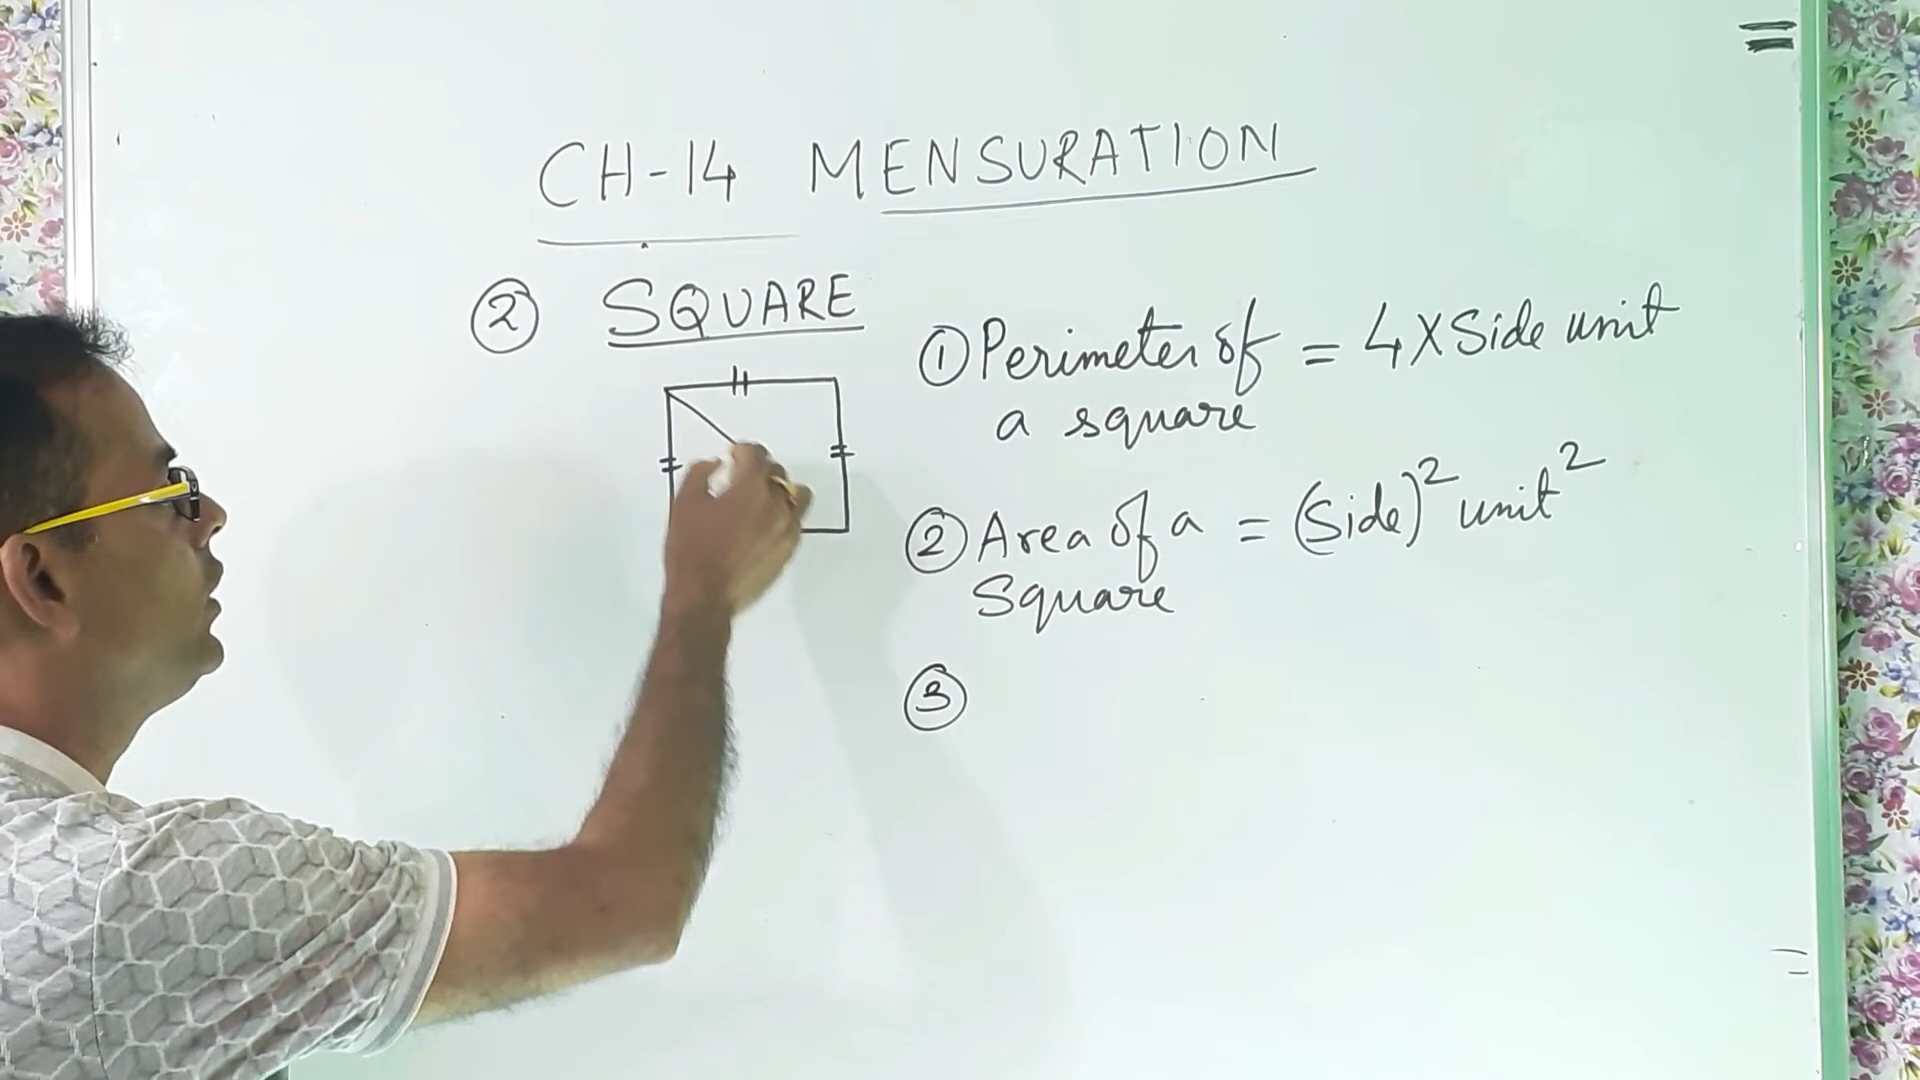 CH-14 MENSURATION
② SQUARE
① Perimeter of = 4 X Side unit
a square
② Area of a = (Side)² unit²
Square
③